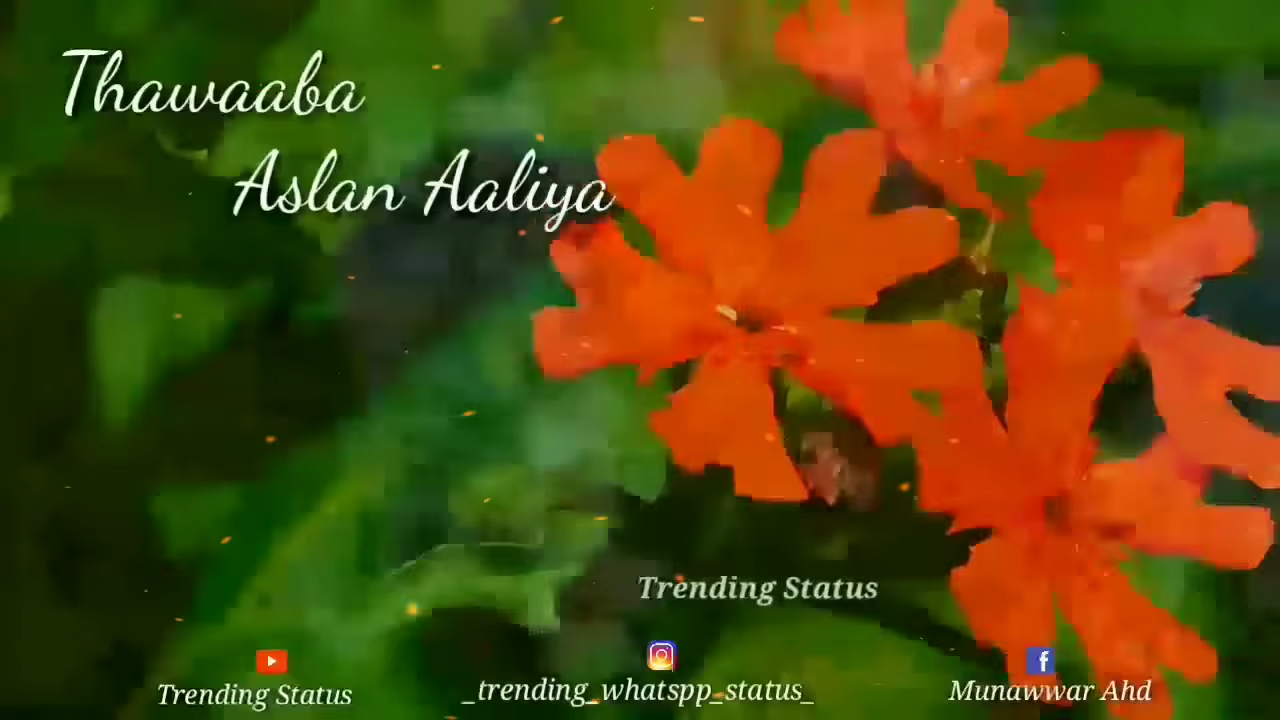 Thawaaba
Aslan Aaliya
Trending Status
Trending Status
_trending_whatspp_status_
Munawwar Ahd